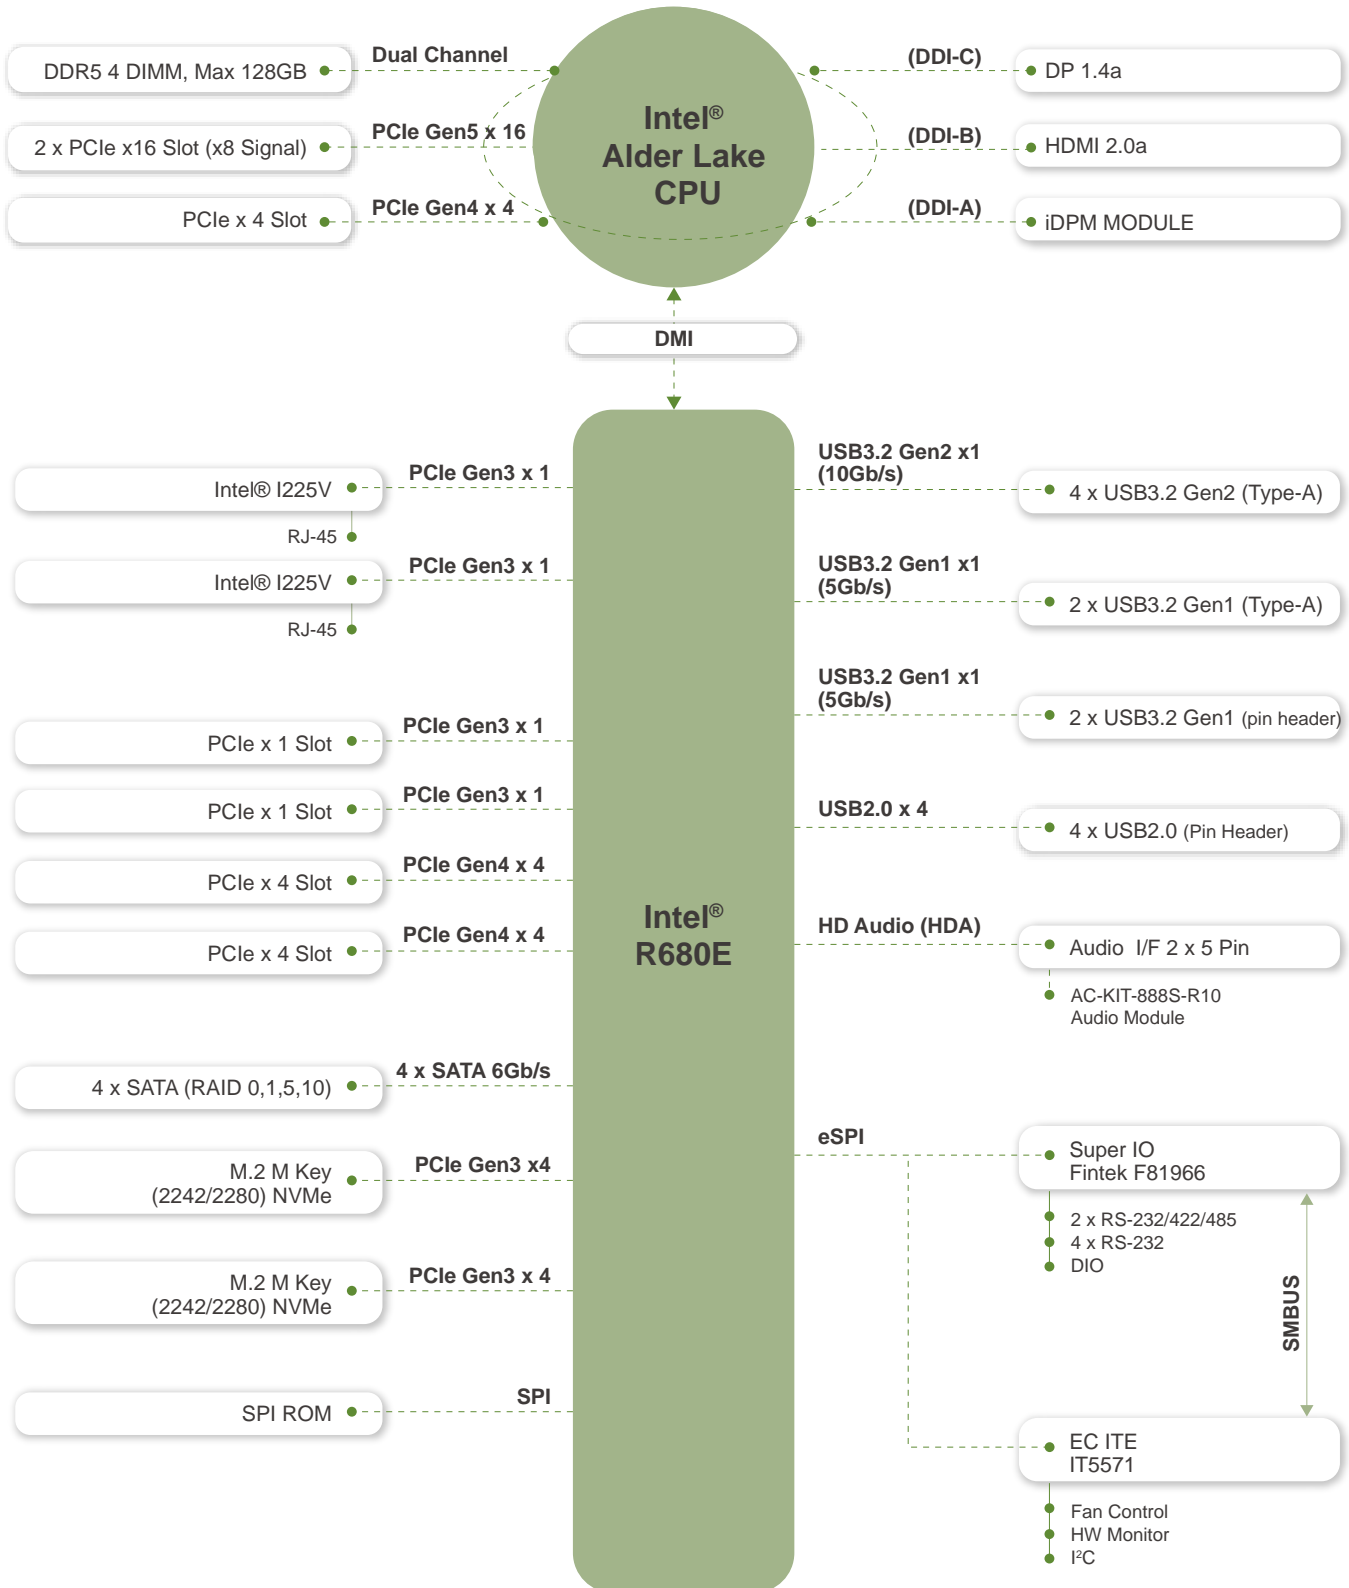 Dual Channel
DDR5 4 DIMM, Max 128GB
PCIe Gen5 x 16
2 x PCIe x16 Slot (x8 Signal)
PCIe Gen4 x 4
PCIe x 4 Slot
Intel®
Alder Lake
CPU
(DDI-C)
DP 1.4a
(DDI-B)
HDMI 2.0a
(DDI-A)
iDPM MODULE
DMI
PCIe Gen3 x 1
Intel® I225V
RJ-45
PCIe Gen3 x 1
Intel® I225V
RJ-45
PCIe Gen3 x 1
PCIe x 1 Slot
PCIe Gen3 x 1
PCIe x 1 Slot
PCIe Gen4 x 4
PCIe x 4 Slot
PCIe Gen4 x 4
PCIe x 4 Slot
4 x SATA 6Gb/s
4 x SATA (RAID 0,1,5,10)
PCIe Gen3 x4
M.2 M Key
(2242/2280) NVMe
PCIe Gen3 x 4
M.2 M Key
(2242/2280) NVMe
SPI
SPI ROM
Intel®
R680E
USB3.2 Gen2 x1
(10Gb/s)
4 x USB3.2 Gen2 (Type-A)
USB3.2 Gen1 x1
(5Gb/s)
2 x USB3.2 Gen1 (Type-A)
USB3.2 Gen1 x1
(5Gb/s)
2 x USB3.2 Gen1 (pin header)
USB2.0 x 4
4 x USB2.0 (Pin Header)
HD Audio (HDA)
Audio I/F 2 x 5 Pin
AC-KIT-888S-R10
Audio Module
eSPI
Super IO
Fintek F81966
2 x RS-232/422/485
4 x RS-232
DIO
SMBUS
EC ITE
IT5571
Fan Control
HW Monitor
I²C